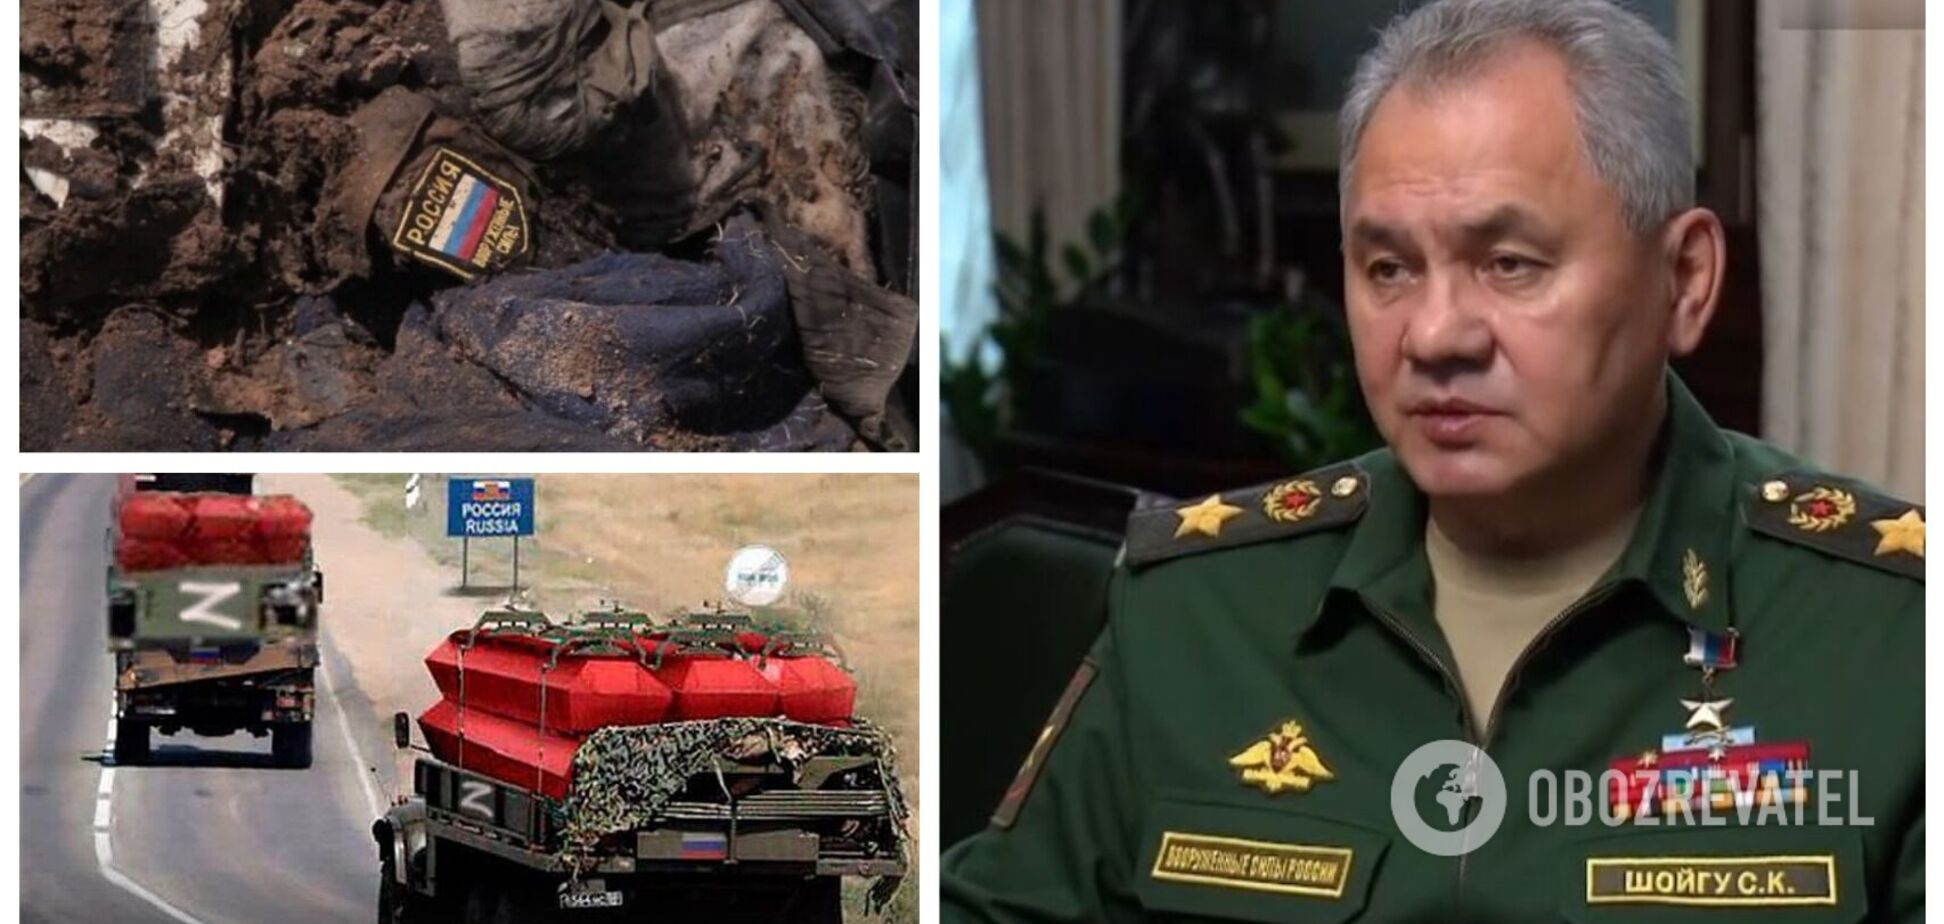 РОССИЯ
ВООРУЖЕННЫЕ
СИЛЫ
РОССИЯ
RUSSIA
Z
Z
ВООРУЖЕННЫЕ СИЛЫ РОССИИ
ШОЙГУ С.К.
OBOZREVATEL